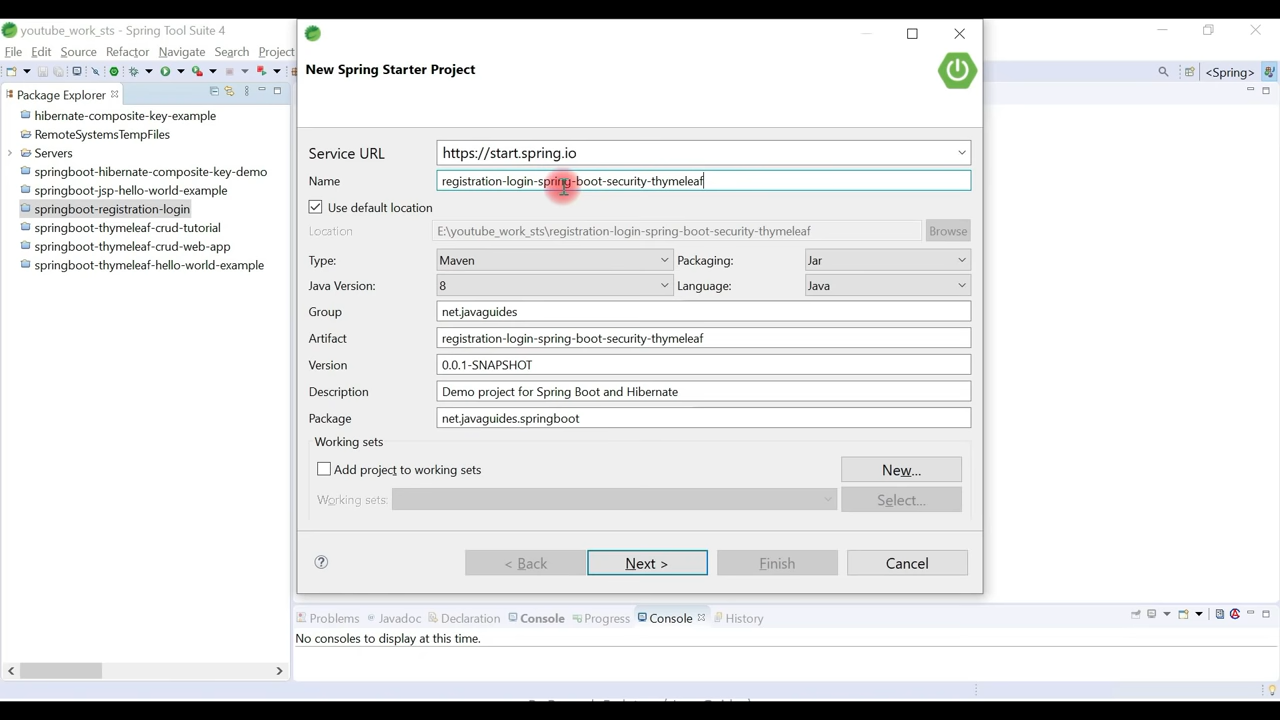 youtube_work_sts - Spring Tool Suite 4
File Edit Source Refactor Navigate Search Project
<Spring>
Package Explorer
hibernate-composite-key-example
RemoteSystemsTempFiles
Servers
springboot-hibernate-composite-key-demo
springboot-jsp-hello-world-example
springboot-registration-login
springboot-thymeleaf-crud-tutorial
springboot-thymeleaf-crud-web-app
springboot-thymeleaf-hello-world-example
New Spring Starter Project
Service URL https://start.spring.io
Name registration-login-spring-boot-security-thymeleaf
Use default location
Location E:\youtube_work_sts\registration-login-spring-boot-security-thymeleaf Browse
Type: Maven Packaging: Jar
Java Version: 8 Language: Java
Group net.javaguides
Artifact registration-login-spring-boot-security-thymeleaf
Version 0.0.1-SNAPSHOT
Description Demo project for Spring Boot and Hibernate
Package net.javaguides.springboot
Working sets
Add project to working sets New...
Working sets: Select...
< Back Next > Finish Cancel
Problems Javadoc Declaration Console Progress Console History
No consoles to display at this time.